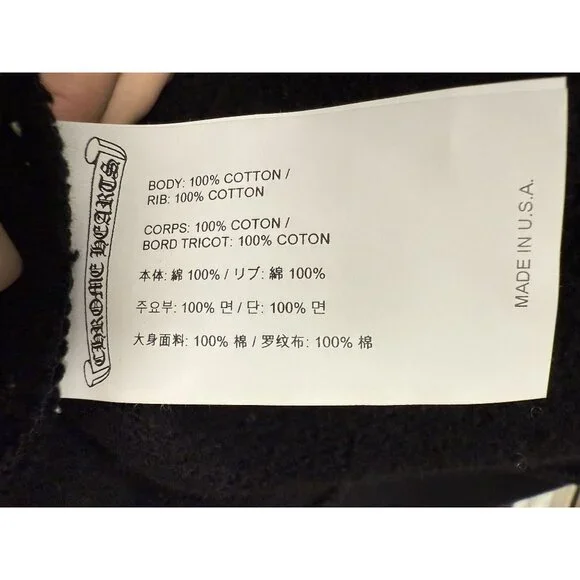 CHROME HEARTS
BODY: 100% COTTON /
RIB: 100% COTTON
CORPS: 100% COTON /
BORD TRICOT: 100% COTON
本体: 綿 100% / リブ: 綿 100%
주요부: 100% 면 / 단: 100% 면
大身面料: 100% 棉 / 罗纹布: 100% 棉
MADE IN U.S.A.